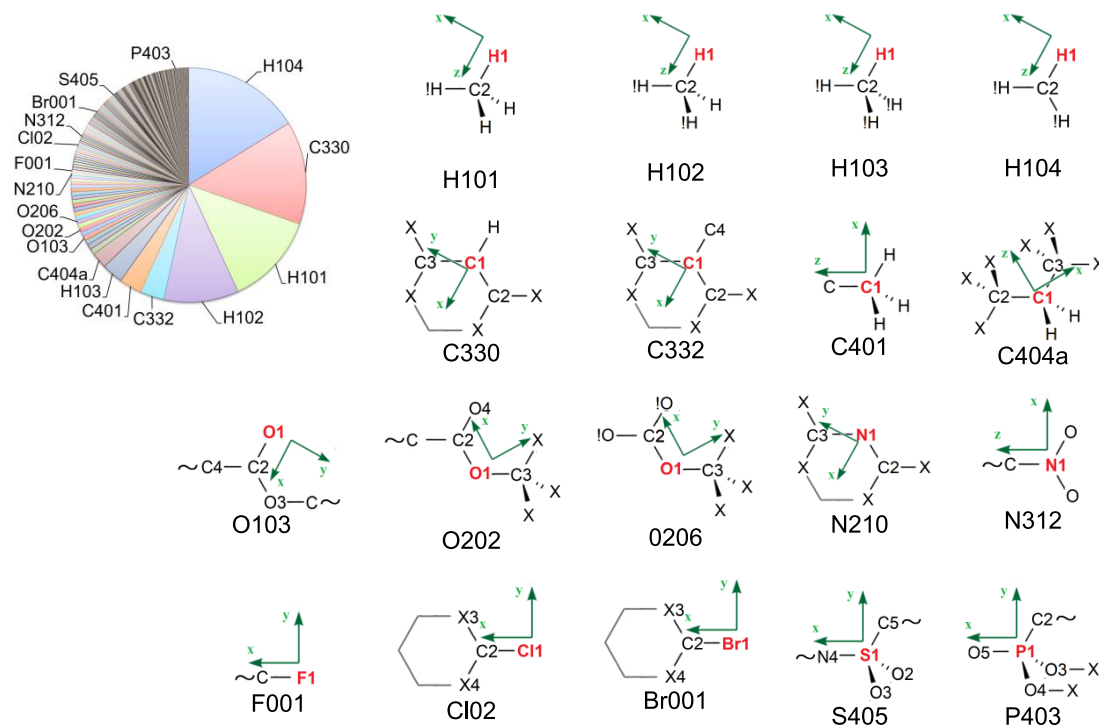 P403
H104
S405
Br001
N312
C330
Cl02
F001
N210
O206
O202
O103
H101
C404a
H103
C401
C332
H102
x
H1
z
!H
C2
H
H
H101
x
H1
z
!H
C2
H
!H
H102
x
H1
z
!H
C2
!H
!H
H103
x
H1
z
!H
C2
!H
H104
X
H
y
C3
C1
x
X
C2
X
X
C330
X
C4
y
C3
C1
x
X
C2
X
X
C332
x
z
C
C1
H
H
C401
X
X
X
z
X
C3
X
x
C2
C1
X
H
H
C404a
O1
C4
C2
y
x
O3
C
O103
O4
x
y
X
C
C2
O1
C3
X
X
O202
!O
x
y
X
!O
C2
O1
C3
X
X
0206
X
y
C3
N1
x
X
C2
X
X
N210
x
O
z
C
N1
O
N312
y
x
C
F1
F001
y
X3
x
C2
Cl1
X4
Cl02
y
X3
x
C2
Br1
X4
Br001
y
C5
x
N4
S1
O2
O3
S405
y
C2
x
O5
P1
O3
X
O4
X
P403